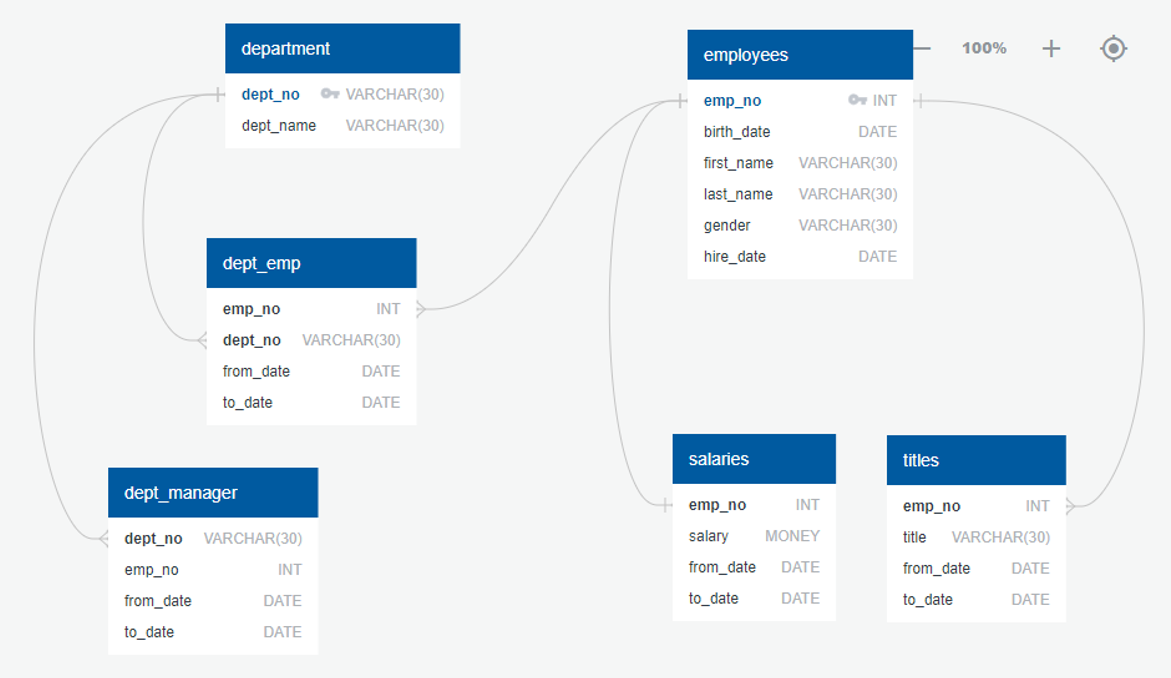 department
dept_no VARCHAR(30)
dept_name VARCHAR(30)
employees
100%
emp_no INT
birth_date DATE
first_name VARCHAR(30)
last_name VARCHAR(30)
gender VARCHAR(30)
hire_date DATE
dept_emp
emp_no INT
dept_no VARCHAR(30)
from_date DATE
to_date DATE
dept_manager
dept_no VARCHAR(30)
emp_no INT
from_date DATE
to_date DATE
salaries
emp_no INT
salary MONEY
from_date DATE
to_date DATE
titles
emp_no INT
title VARCHAR(30)
from_date DATE
to_date DATE